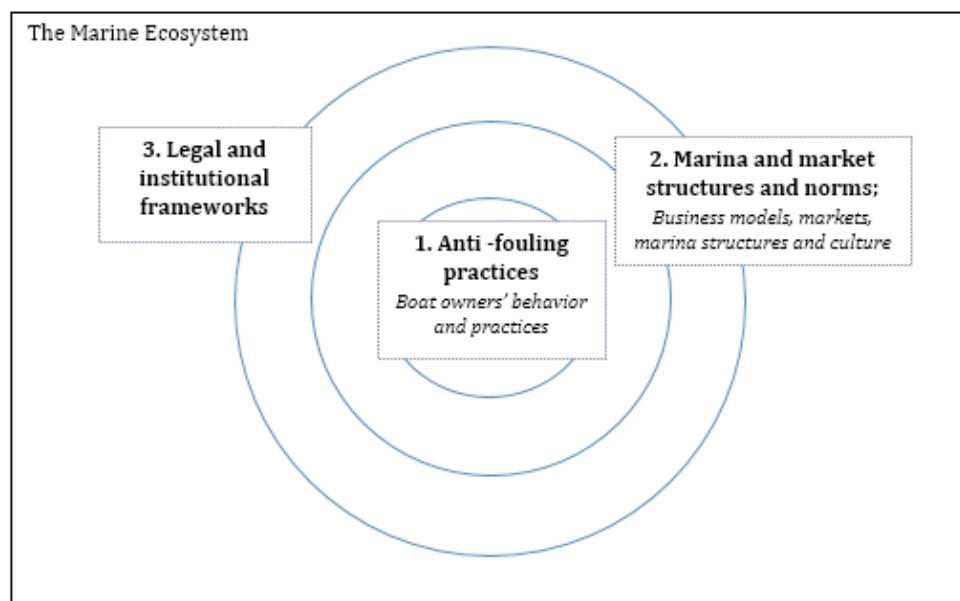 The Marine Ecosystem
3. Legal and
institutional
frameworks
2. Marina and market
structures and norms;
Business models, markets,
marina structures and culture
1. Anti -fouling
practices
Boat owners' behavior
and practices